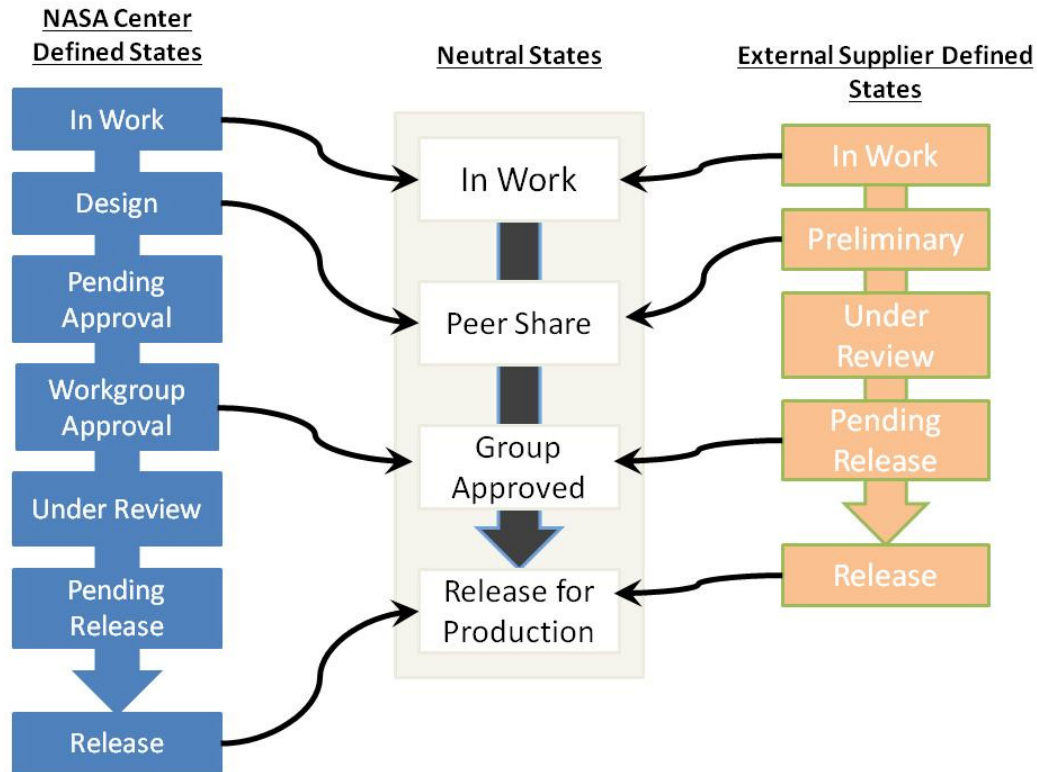 NASA Center
Defined States
In Work
Design
Pending
Approval
Workgroup
Approval
Under Review
Pending
Release
Release
Neutral States
In Work
Peer Share
Group
Approved
Release for
Production
External Supplier Defined
States
In Work
Preliminary
Under
Review
Pending
Release
Release